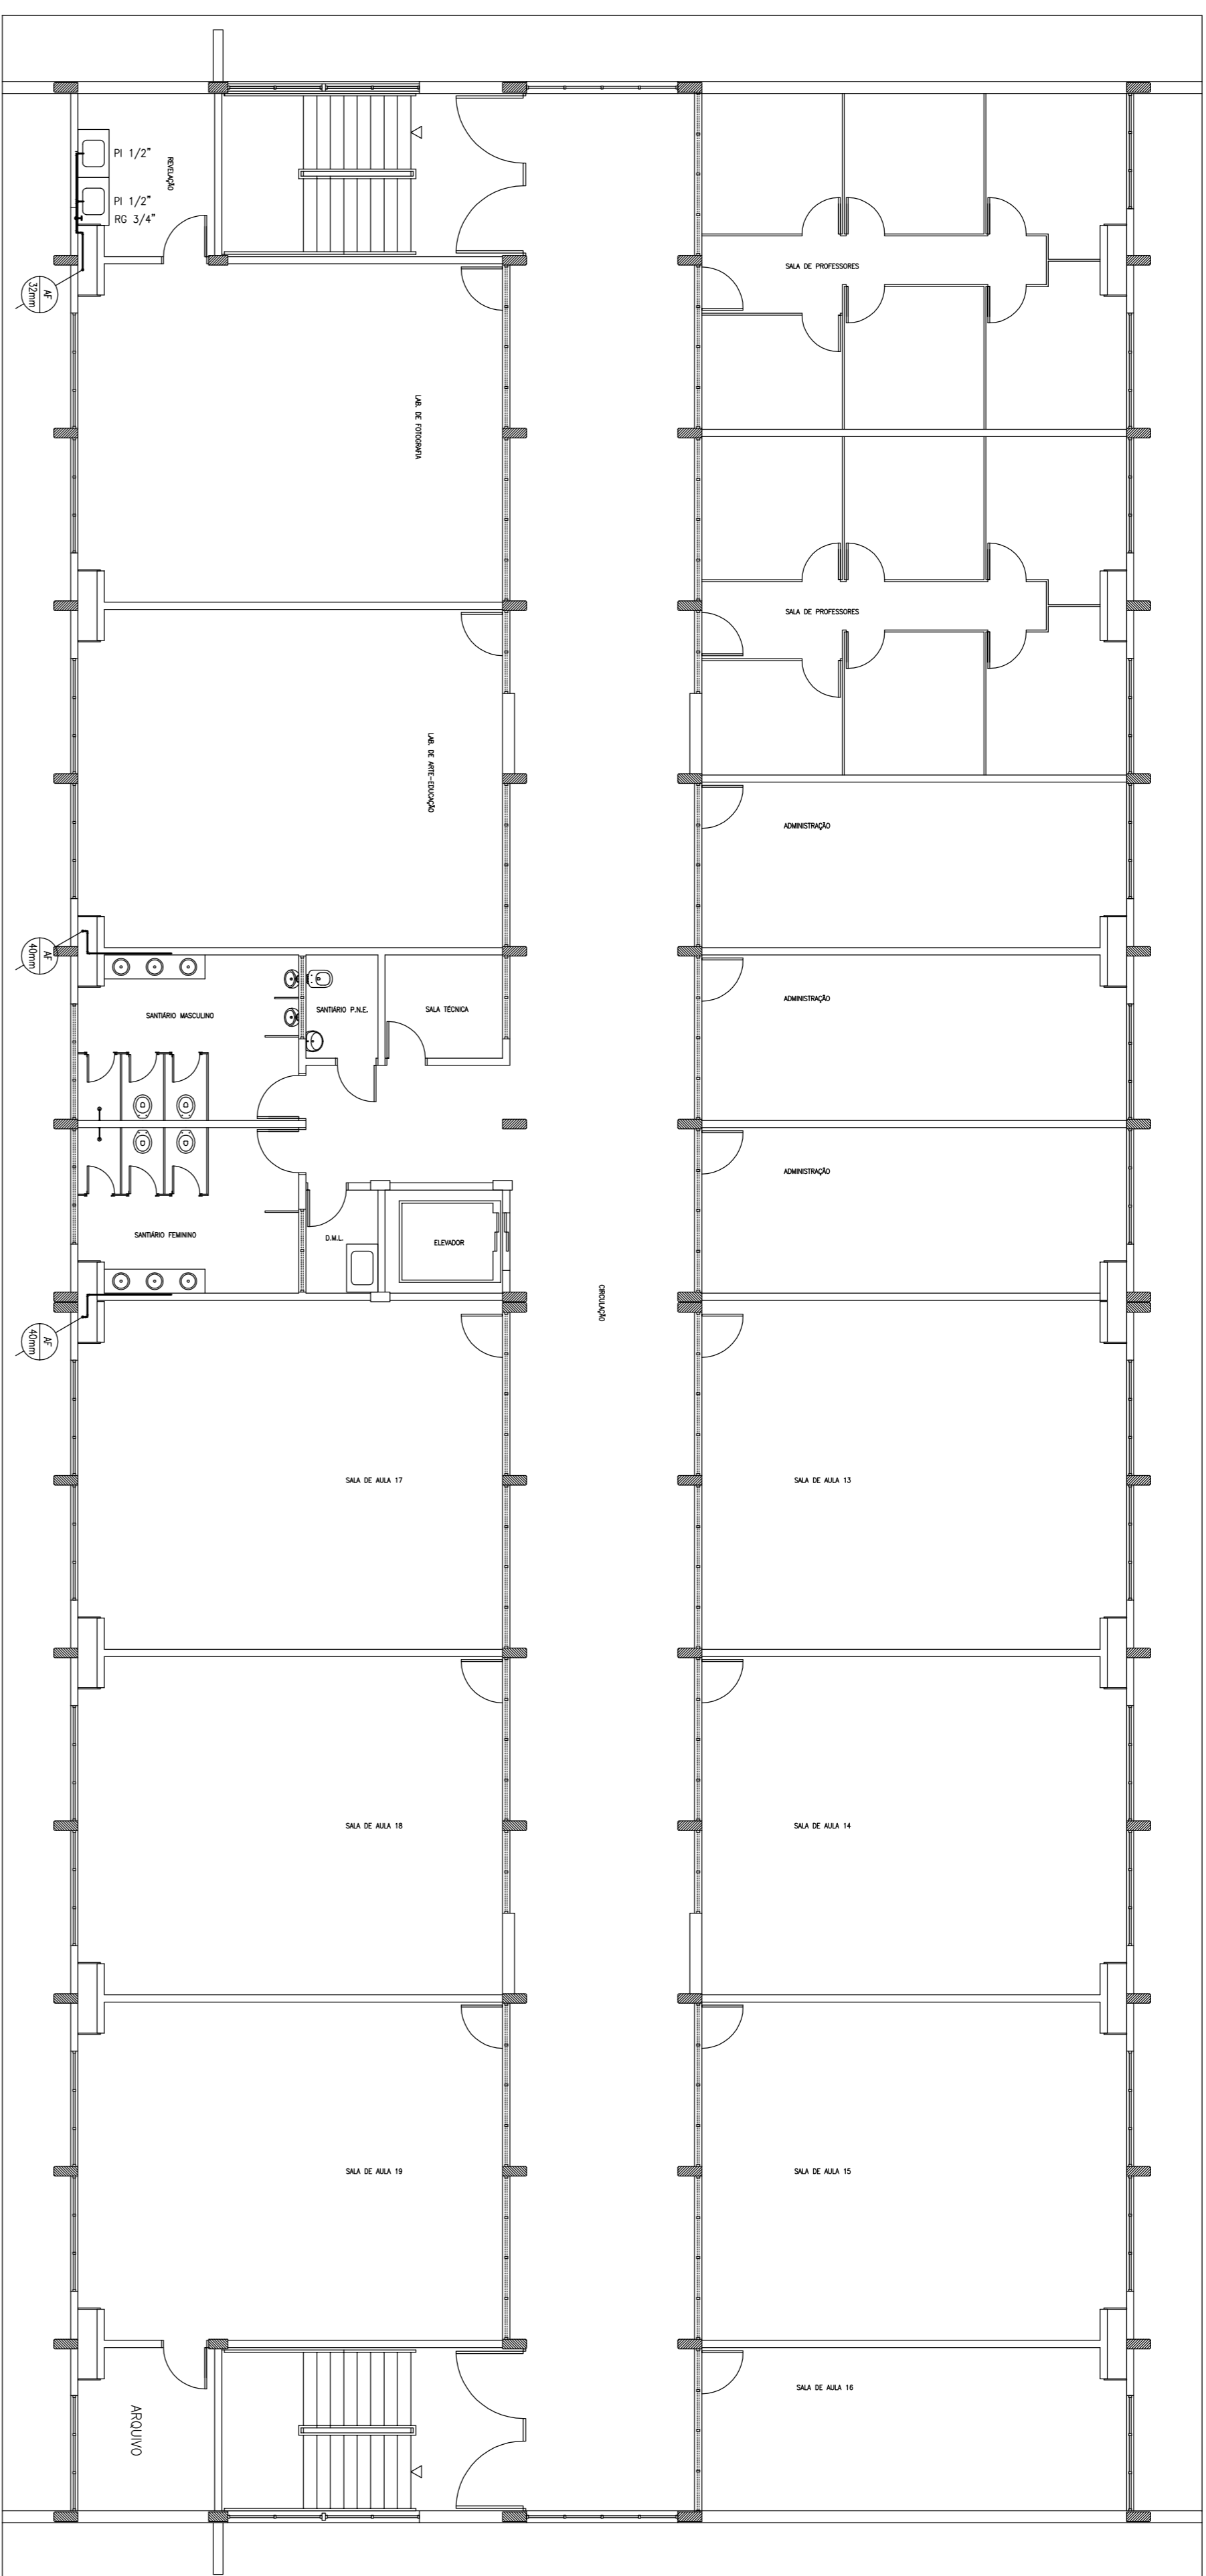 PI 1/2"
REVELAÇÃO
PI 1/2"
RG 3/4"
SALA DE PROFESSORES
AF
32mm
LAB. DE FOTOGRAFIA
SALA DE PROFESSORES
LAB. DE ARTE-EDUCAÇÃO
ADMINISTRAÇÃO
AF
40mm
ADMINISTRAÇÃO
SANTIÁRIO MASCULINO
SANTIÁRIO P.N.E.
SALA TÉCNICA
ADMINISTRAÇÃO
SANTIÁRIO FEMININO
D.M.L.
ELEVADOR
CIRCULAÇÃO
AF
40mm
SALA DE AULA 17
SALA DE AULA 13
SALA DE AULA 18
SALA DE AULA 14
SALA DE AULA 19
SALA DE AULA 15
SALA DE AULA 16
ARQUIVO